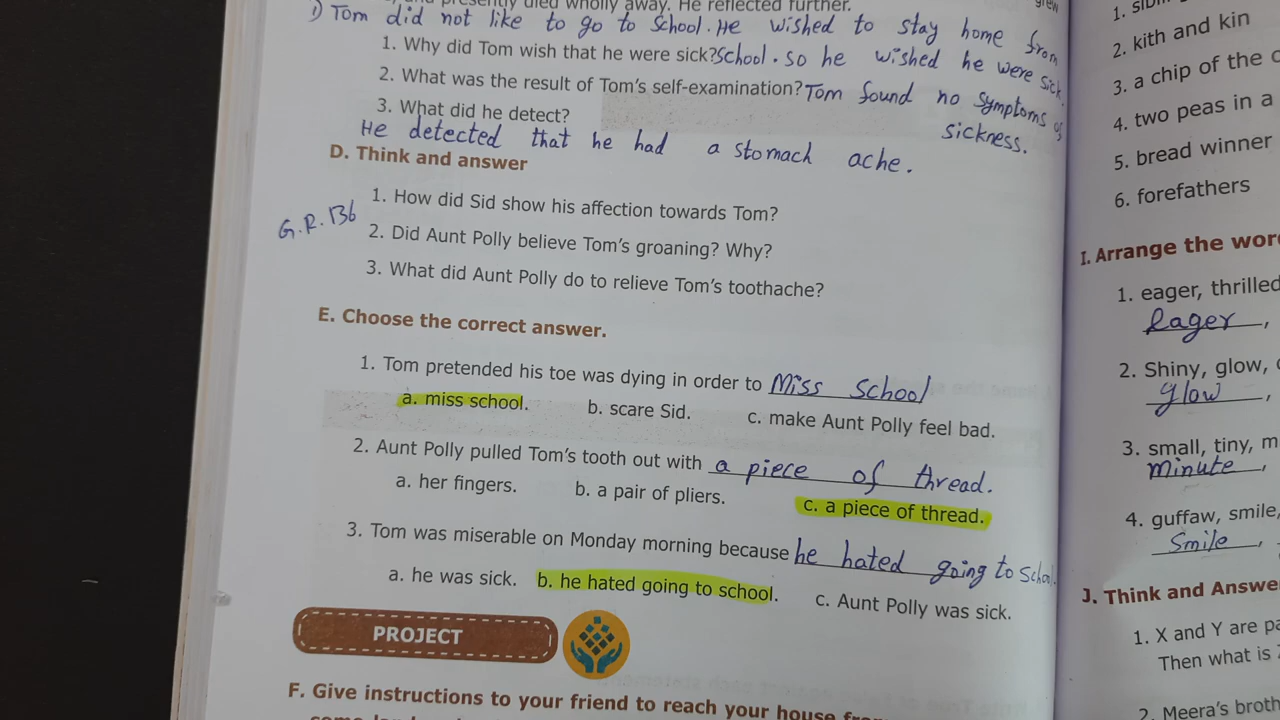 presently died wholly away. He reflected further.
1) Tom did not like to go to School. He wished to stay home from
1. Why did Tom wish that he were sick? School. so he wished he were sick.
2. What was the result of Tom's self-examination? Tom found no symptoms of
sickness.
3. What did he detect?
He detected that he had a stomach ache.
D. Think and answer
1. How did Sid show his affection towards Tom?
G.R. 136
2. Did Aunt Polly believe Tom's groaning? Why?
3. What did Aunt Polly do to relieve Tom's toothache?
E. Choose the correct answer.
1. Tom pretended his toe was dying in order to Miss School
a. miss school. b. scare Sid. c. make Aunt Polly feel bad.
2. Aunt Polly pulled Tom's tooth out with a piece of thread.
a. her fingers. b. a pair of pliers. c. a piece of thread.
3. Tom was miserable on Monday morning because he hated going to school.
a. he was sick. b. he hated going to school. c. Aunt Polly was sick.
PROJECT
F. Give instructions to your friend to reach your house
2. kith and kin
3. a chip of the
4. two peas in a
5. bread winner
6. forefathers
I. Arrange the
1. eager, thrilled
Eager,
2. Shiny, glow,
glow,
3. small, tiny,
minute,
4. guffaw, smile,
Smile,
J. Think and
1. X and Y are
Then what is
2. Meera's